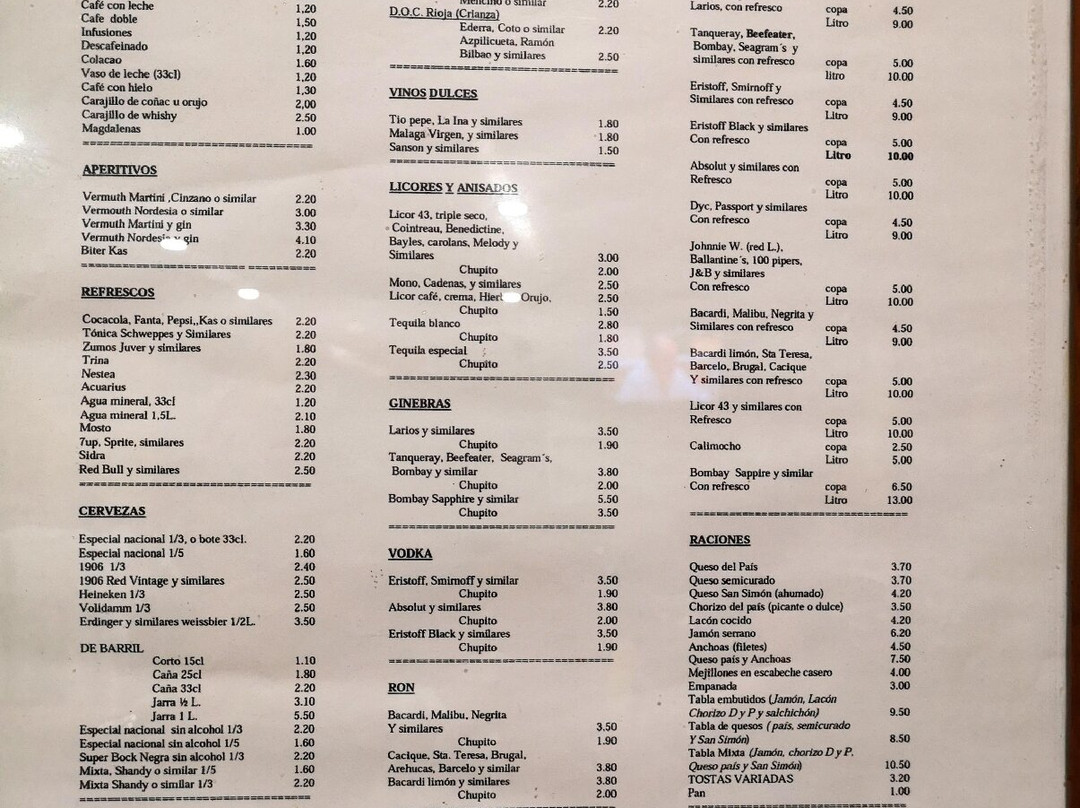 Café con leche 1,20
Cafe doble 1,50
Infusiones 1,20
Descafeinado 1,20
Colacao 1.60
Vaso de leche (33cl) 1,20
Café con hielo 1,30
Carajillo de coñac u orujo 2,00
Carajillo de whishy 2.50
Magdalenas 1.00
APERITIVOS
Vermuth Martini ,Cinzano o similar 2.20
Vermouth Nordesia o similar 3.00
Vermuth Martini y gin 3.30
Vermuth Nordesia y gin 4.10
Biter Kas 2.20
REFRESCOS
Cocacola, Fanta, Pepsi,,Kas o similares 2.20
Tónica Schweppes y Similares 2.20
Zumos Juver y similares 1.80
Trina 2.20
Nestea 2.30
Acuarius 2.20
Agua mineral, 33cl 1.20
Agua mineral 1,5L. 2.10
Mosto 1.80
7up, Sprite, similares 2.20
Sidra 2.20
Red Bull y similares 2.50
CERVEZAS
Especial nacional 1/3, o bote 33cl. 2.20
Especial nacional 1/5 1.60
1906 1/3 2.40
1906 Red Vintage y similares 2.50
Heineken 1/3 2.50
Volldamm 1/3 2.50
Erdinger y similares weissbier 1/2L. 3.50
DE BARRIL
Corto 15cl 1.10
Caña 25cl 1.80
Caña 33cl 2.20
Jarra ½ L. 3.10
Jarra 1 L. 5.50
Especial nacional sin alcohol 1/3 2.20
Especial nacional sin alcohol 1/5 1.60
Super Bock Negra sin alcohol 1/3 2.20
Mixta, Shandy o similar 1/5 1.60
Mixta Shandy o similar 1/3 2.20
Mencino o similar 2.20
D.O.C. Rioja (Crianza)
Ederra, Coto o similar 2.20
Azpilicueta, Ramón
Bilbao y similares 2.50
VINOS DULCES
Tio pepe, La Ina y similares 1.80
Malaga Virgen, y similares 1.80
Sanson y similares 1.50
LICORES Y ANISADOS
Licor 43, triple seco,
Cointreau, Benedictine,
Bayles, carolans, Melody y
Similares 3.00
Chupito 2.00
Mono, Cadenas, y similares 2.50
Licor café, crema, Orujo, 2.50
Chupito 1.50
Tequila blanco 2.80
Chupito 1.80
Tequila especial 3.50
Chupito 2.50
GINEBRAS
Larios y similares 3.50
Chupito 1.90
Tanqueray, Beefeater, Seagram´s,
Bombay y similar 3.80
Chupito 2.00
Bombay Sapphire y similar 5.50
Chupito 3.50
VODKA
Eristoff, Smirnoff y similar 3.50
Chupito 1.90
Absolut y similares 3.80
Chupito 2.00
Eristoff Black y similares 3.50
Chupito 1.90
RON
Bacardi, Malibu, Negrita
Y similares 3.50
Chupito 1.90
Cacique, Sta. Teresa, Brugal,
Arehucas, Barcelo y similar 3.80
Bacardi limón y similares 3.80
Chupito 2.00
Larios, con refresco copa 4.50
Litro 9.00
Tanqueray, Beefeater,
Bombay, Seagram´s y
similares con refresco copa 5.00
litro 10.00
Eristoff, Smirnoff y
Similares con refresco copa 4.50
Litro 9.00
Eristoff Black y similares
Con refresco copa 5.00
Litro 10.00
Absolut y similares con
Refresco copa 5.00
Litro 10.00
Dyc, Passport y similares
Con refresco copa 4.50
Litro 9.00
Johnnie W. (red L.),
Ballantine´s, 100 pipers,
J&B y similares
Con refresco copa 5.00
Litro 10.00
Bacardi, Malibu, Negrita y
Similares con refresco copa 4.50
Litro 9.00
Bacardi limón, Sta Teresa,
Barcelo, Brugal, Cacique
Y similares con refresco copa 5.00
Litro 10.00
Licor 43 y similares con
Refresco copa 5.00
Litro 10.00
Calimocho copa 2.50
Litro 5.00
Bombay Sappire y similar
Con refresco copa 6.50
Litro 13.00
RACIONES
Queso del País 3.70
Queso semicurado 3.70
Queso San Simón (ahumado) 4.20
Chorizo del país (picante o dulce) 3.50
Lacón cocido 4.20
Jamón serrano 6.20
Anchoas (filetes) 4.50
Queso país y Anchoas 7.50
Mejillones en escabeche casero 4.00
Empanada 3.00
Tabla embutidos (Jamón, Lacón
Chorizo D y P y salchichón) 9.50
Tabla de quesos ( país, semicurado
Y San Simón) 8.50
Tabla Mixta (Jamón, chorizo D y P,
Queso país y San Simón) 10.50
TOSTAS VARIADAS 3.20
Pan 1.00